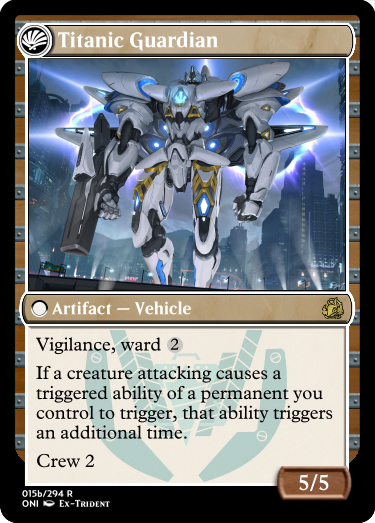 Titanic Guardian
Artifact — Vehicle
Vigilance, ward 2
If a creature attacking causes a
triggered ability of a permanent you
control to trigger, that ability triggers
an additional time.
Crew 2
5/5
015b/294 R
ONI Ex-Trident